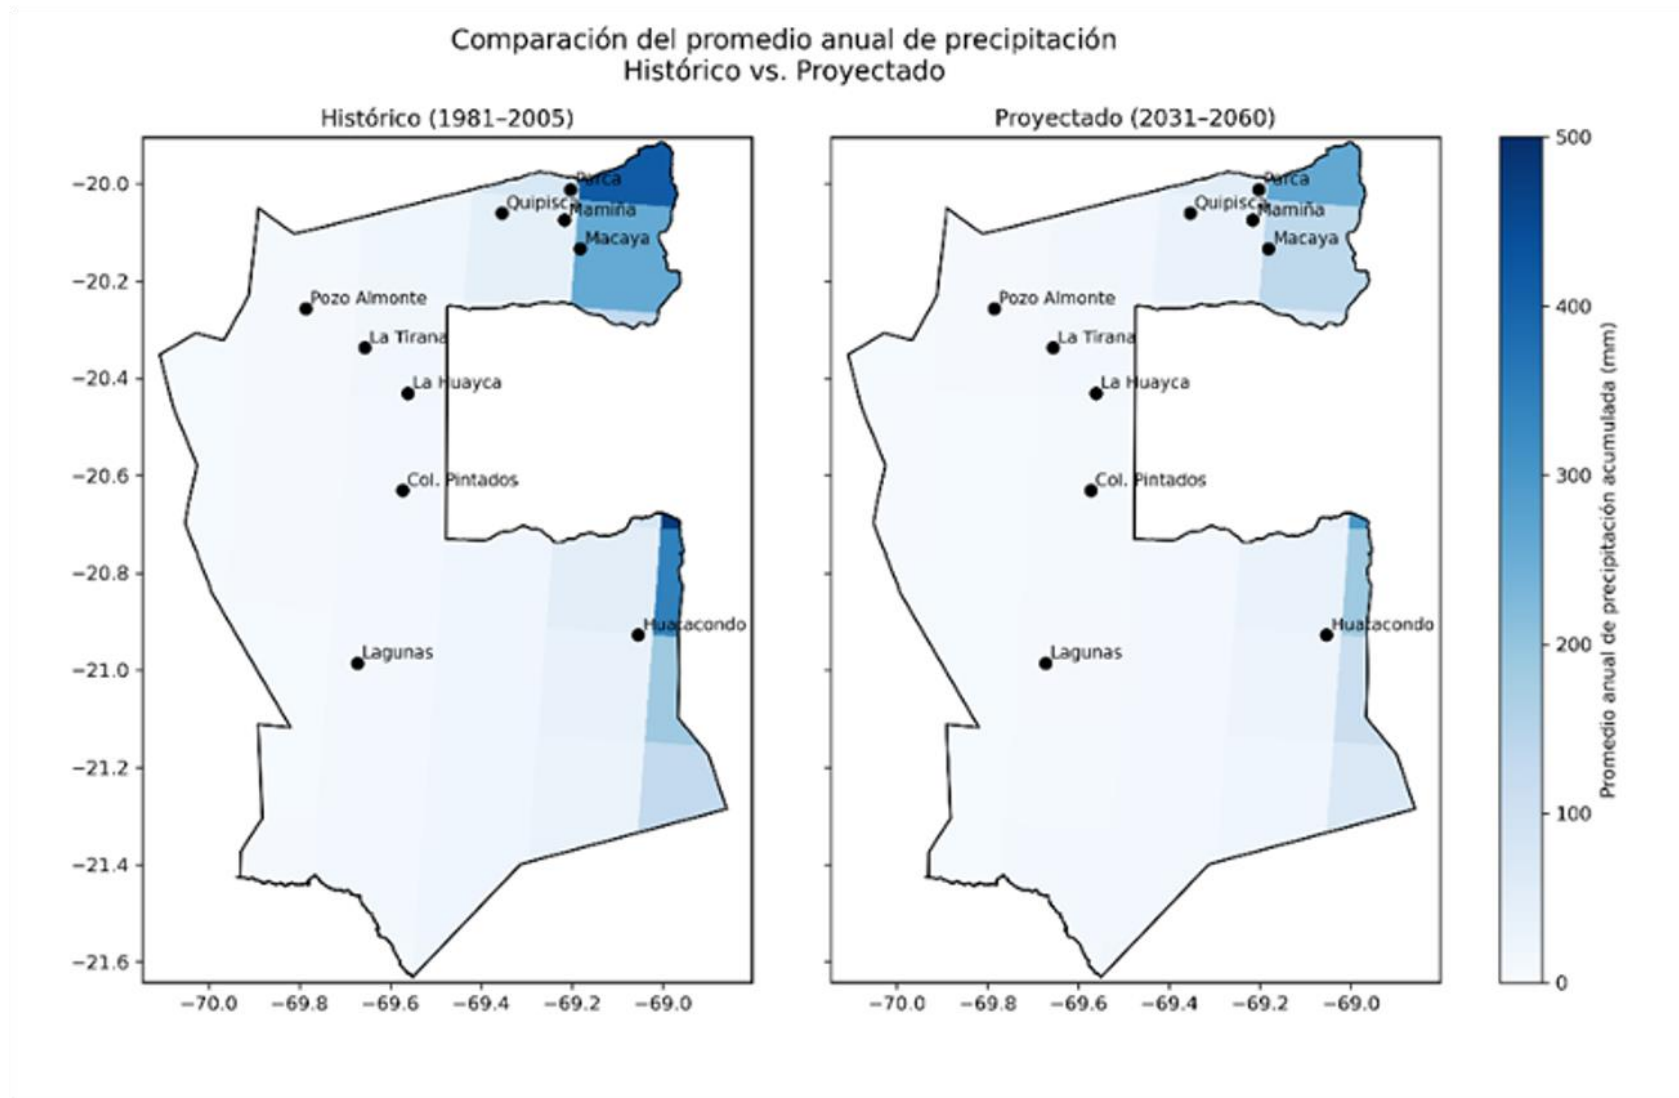 Comparación del promedio anual de precipitación
Histórico vs. Proyectado
Histórico (1981–2005)
−20.0
−20.2
−20.4
−20.6
−20.8
−21.0
−21.2
−21.4
−21.6
Parca
Quipisca
Mamiña
Macaya
Pozo Almonte
La Tirana
La Huayca
Col. Pintados
Huatacondo
Lagunas
−70.0 −69.8 −69.6 −69.4 −69.2 −69.0
Proyectado (2031–2060)
Parca
Quipisca
Mamiña
Macaya
Pozo Almonte
La Tirana
La Huayca
Col. Pintados
Huatacondo
Lagunas
−70.0 −69.8 −69.6 −69.4 −69.2 −69.0
500
400
300
200
100
0
Promedio anual de precipitación acumulada (mm)